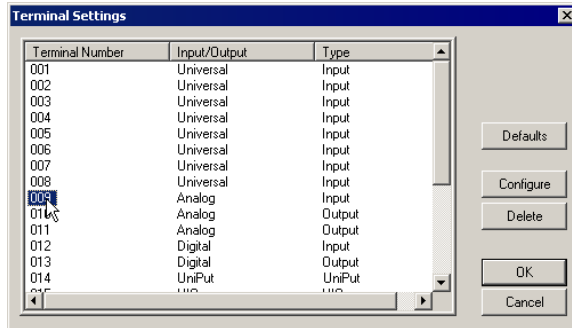 Terminal Settings
Terminal Number Input/Output Type
001 Universal Input
002 Universal Input
003 Universal Input
004 Universal Input
005 Universal Input
006 Universal Input
007 Universal Input
008 Universal Input
009 Analog Input
010 Analog Output
011 Analog Output
012 Digital Input
013 Digital Output
014 UniPut UniPut
Defaults
Configure
Delete
OK
Cancel